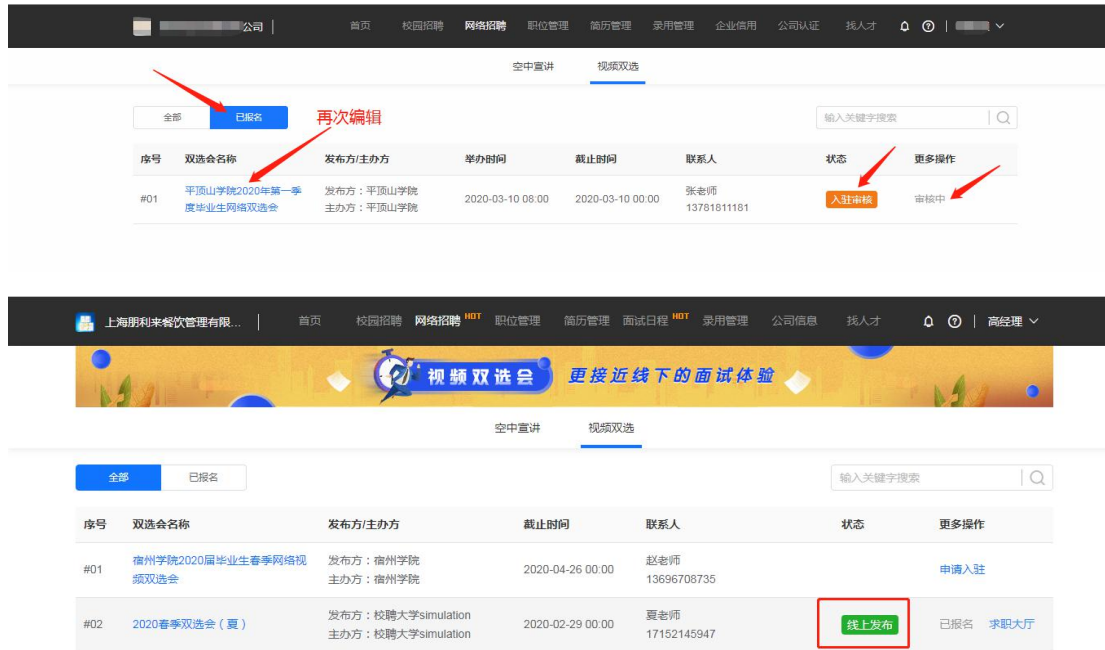 公司
首页 校园招聘 网络招聘 职位管理 简历管理 录用管理 企业信用 公司认证 找人才
空中宣讲 视频双选
全部 已报名 再次编辑 输入关键字搜索
序号 双选会名称 发布方/主办方 举办时间 截止时间 联系人 状态 更多操作
#01 平顶山学院2020年第一季 发布方：平顶山学院 2020-03-10 08:00 2020-03-10 00:00 张老师 入驻审核 审核中
度毕业生网络双选会 主办方：平顶山学院 13781811181
上海朋利来餐饮管理有限... 首页 校园招聘 网络招聘 HOT 职位管理 简历管理 面试日程 HOT 录用管理 公司信息 找人才 高经理
视频双选会 更接近线下的面试体验
空中宣讲 视频双选
全部 已报名 输入关键字搜索
序号 双选会名称 发布方/主办方 截止时间 联系人 状态 更多操作
#01 宿州学院2020届毕业生春季网络视 发布方：宿州学院 2020-04-26 00:00 赵老师 申请入驻
频双选会 主办方：宿州学院 13696708735
#02 2020春季双选会（夏） 发布方：校聘大学simulation 2020-02-29 00:00 夏老师 线上发布 已报名 求职大厅
主办方：校聘大学simulation 17152145947